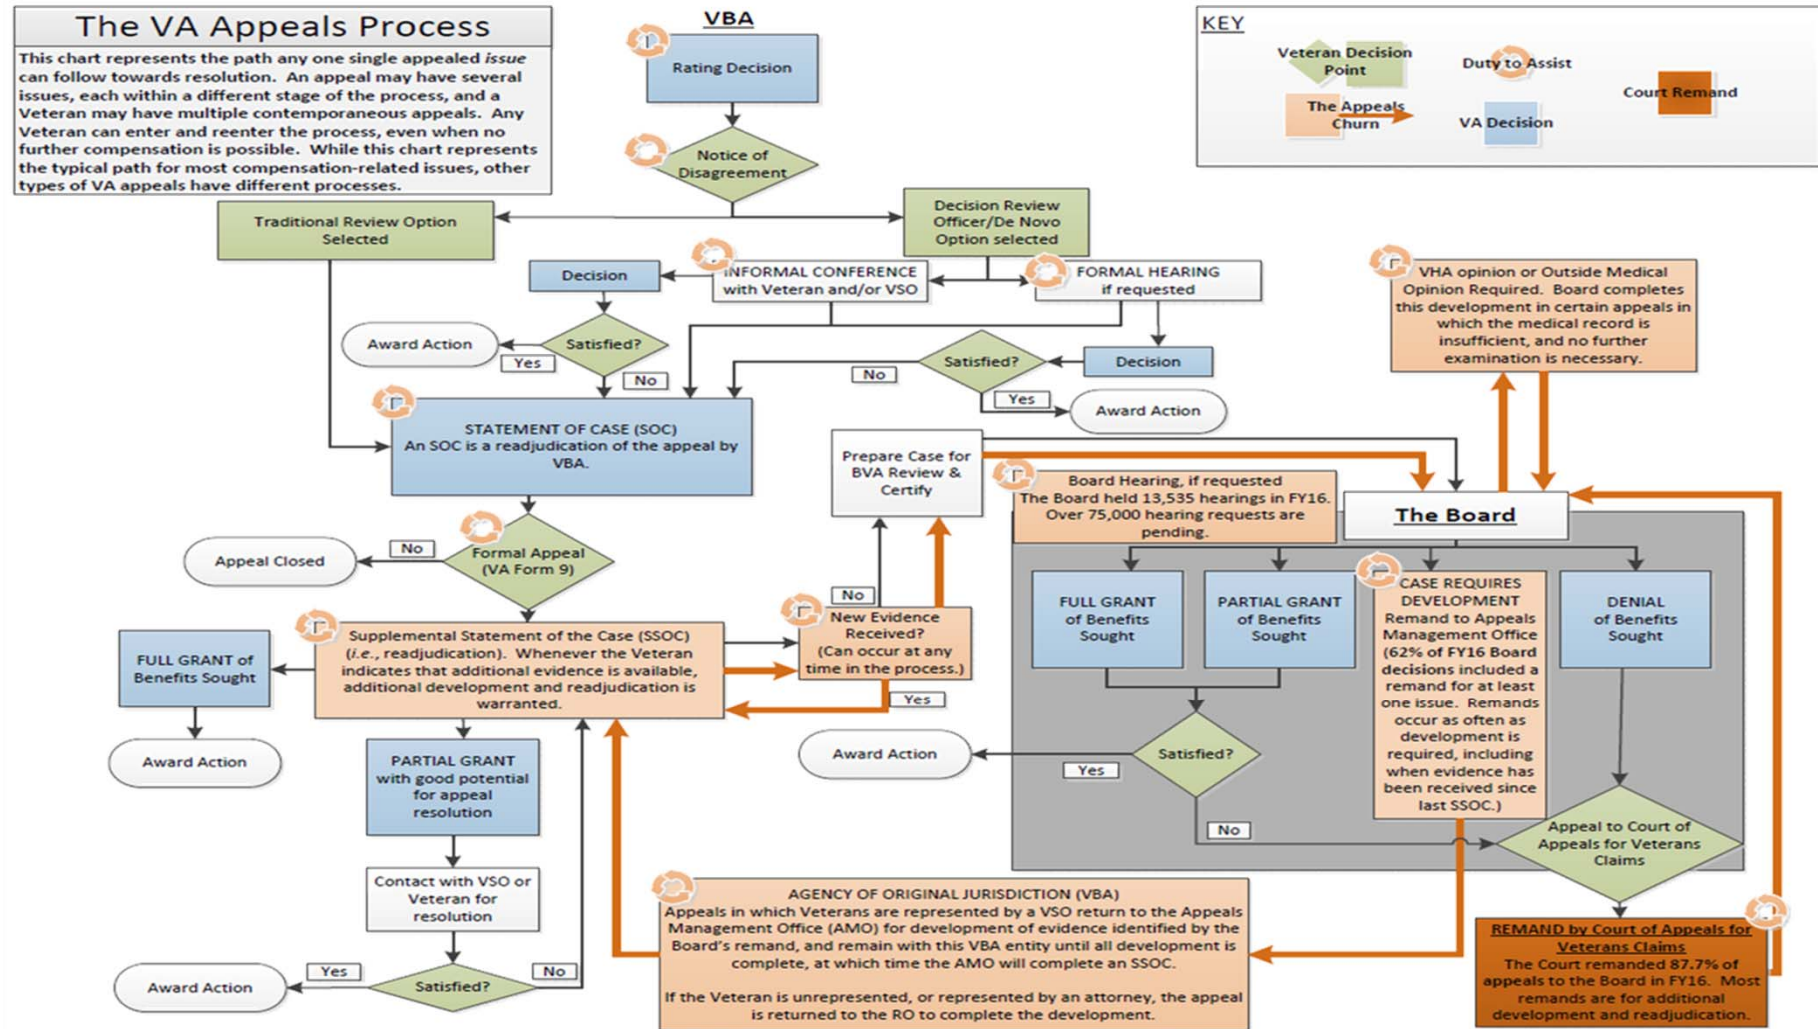 The VA Appeals Process
This chart represents the path any one single appealed issue
can follow towards resolution. An appeal may have several
issues, each within a different stage of the process, and a
Veteran may have multiple contemporaneous appeals. Any
Veteran can enter and reenter the process, even when no
further compensation is possible. While this chart represents
the typical path for most compensation-related issues, other
types of VA appeals have different processes.
VBA
Rating Decision
KEY
Veteran Decision
Point
Duty to Assist
Court Remand
The Appeals
Churn
VA Decision
Notice of
Disagreement
Traditional Review Option
Selected
Decision Review
Officer/De Novo
Option selected
Decision
INFORMAL CONFERENCE
with Veteran and/or VSO
FORMAL HEARING
if requested
VHA opinion or Outside Medical
Opinion Required. Board completes
this development in certain appeals in
which the medical record is
insufficient, and no further
examination is necessary.
Award Action
Yes
Satisfied?
No
Satisfied?
No
Yes
Decision
Award Action
STATEMENT OF CASE (SOC)
An SOC is a readjudication of the appeal by
VBA.
Prepare Case for
BVA Review &
Certify
Board Hearing, if requested
The Board held 13,535 hearings in FY16.
Over 75,000 hearing requests are
pending.
The Board
Appeal Closed
No
Formal Appeal
(VA Form 9)
FULL GRANT
of Benefits
Sought
PARTIAL GRANT
of Benefits
Sought
CASE REQUIRES
DEVELOPMENT
Remand to Appeals
Management Office
(62% of FY16 Board
decisions included a
remand for at least
one issue. Remands
occur as often as
development is
required, including
when evidence has
been received since
last SSOC.)
DENIAL
of Benefits
Sought
No
New Evidence
Received?
(Can occur at any
time in the process.)
Yes
FULL GRANT of
Benefits Sought
Supplemental Statement of the Case (SSOC)
(i.e., readjudication). Whenever the Veteran
indicates that additional evidence is available,
additional development and readjudication is
warranted.
Award Action
PARTIAL GRANT
with good potential
for appeal
resolution
Award Action
Yes
Satisfied?
No
Appeal to Court of
Appeals for Veterans
Claims
Contact with VSO or
Veteran for
resolution
AGENCY OF ORIGINAL JURISDICTION (VBA)
Appeals in which Veterans are represented by a VSO return to the Appeals
Management Office (AMO) for development of evidence identified by the
Board's remand, and remain with this VBA entity until all development is
complete, at which time the AMO will complete an SSOC.
If the Veteran is unrepresented, or represented by an attorney, the appeal
is returned to the RO to complete the development.
REMAND by Court of Appeals for
Veterans Claims
The Court remanded 87.7% of
appeals to the Board in FY16. Most
remands are for additional
development and readjudication.
Award Action
Yes
Satisfied?
No